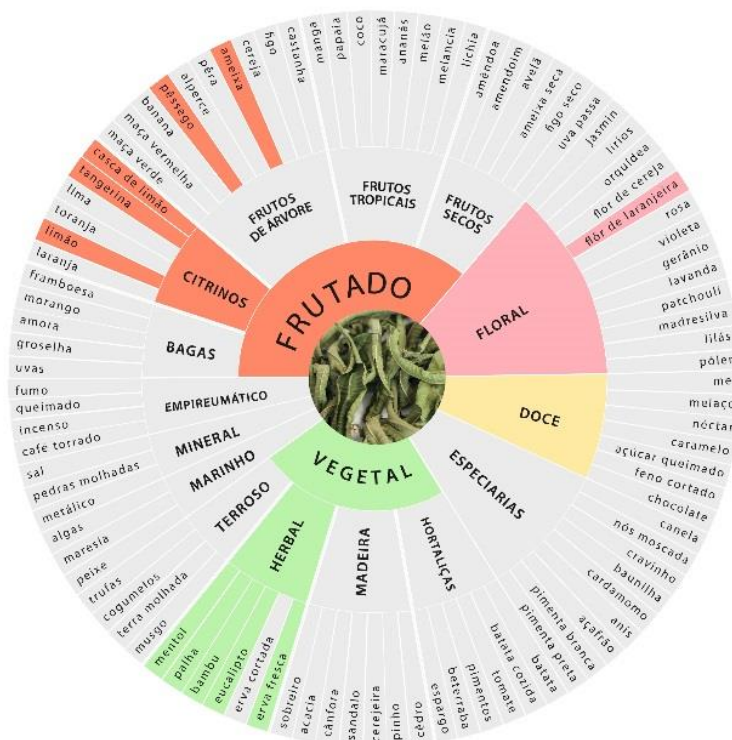 FRUTADO
FRUTOS
DE ÁRVORE
FRUTOS
TROPICAIS
FRUTOS
SECOS
FLORAL
DOCE
ESPECIARIAS
VEGETAL
HORTALIÇAS
MADEIRA
HERBAL
TERROSO
MARINHO
MINERAL
EMPIREUMÁTICO
BAGAS
CITRINOS
maça verde
maça vermelha
banana
pêssego
alperce
pêra
ameixa
cereja
figo
castanha
manga
papaia
coco
maracujá
ananás
melão
melancia
líchia
amêndoa
amendoim
avelã
ameixa seca
figo seco
uva passa
jasmin
lírios
orquídea
flor de cereja
flôr de laranjeira
rosa
violeta
gerânio
lavanda
patchouli
madresilva
lilás
pólen
mel
melaço
néctar
caramelo
açúcar queimado
feno cortado
chocolate
canela
nós moscada
cravinho
baunilha
cardamomo
anis
açafrão
pimenta branca
pimenta preta
batata
batata cozida
tomate
pimentos
beterraba
espargo
cedro
pinho
cerejeira
sandalo
cânfora
acacia
sobreiro
erva fresca
erva cortada
eucalipto
bambu
palha
mentol
musgo
terra molhada
cogumelos
trufas
peixe
maresia
algas
metálico
pedras molhadas
sal
café torrado
incenso
queimado
fumo
uvas
groselha
amora
morango
framboesa
laranja
limão
toranja
lima
tangerina
casca de limão